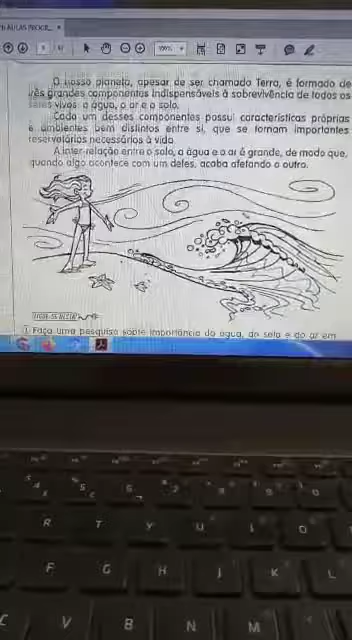 O nosso planeta, apesar de ser chamado Terra, é formado de
três grandes componentes indispensáveis à sobrevivência de todos os
seres vivos: a água, o ar e o solo.
Cada um desses componentes possui características próprias
e ambientes bem distintos entre si, que se tornam importantes
reservatórios necessários à vida.
A inter-relação entre o solo, a água e o ar é grande, de modo que,
quando algo acontece com um deles, acaba afetando o outro.
1 Faça uma pesquisa sobre importância da água, do solo e do ar em
R T Y U I O
F G H J K L
C V B N M